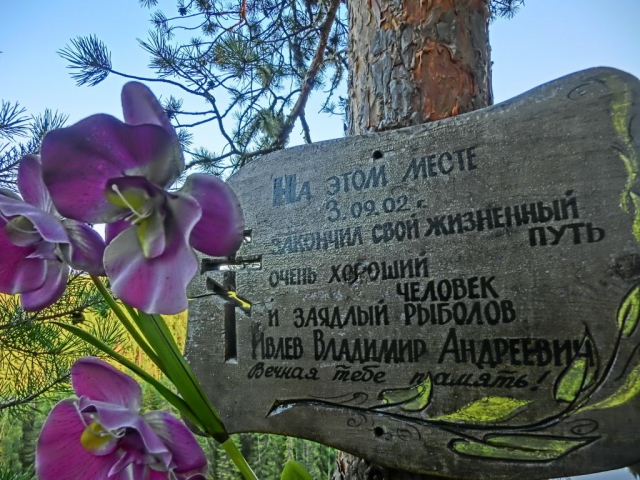 На этом месте
3.09.02 г.
закончил свой жизненный
путь
очень хороший
человек
и заядлый рыболов
Ивлев Владимир Андреевич
Вечная тебе память!